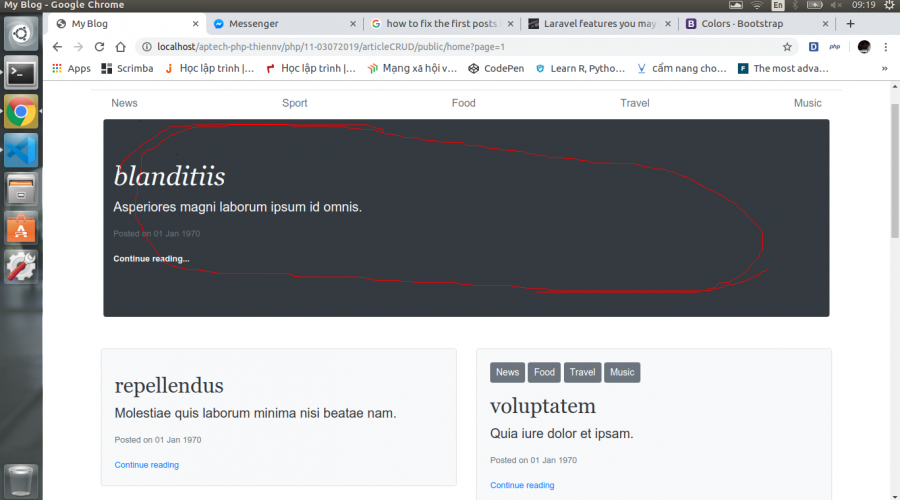 My Blog - Google Chrome
En
09:19
My Blog
Messenger
how to fix the first posts i
Laravel features you may
Colors · Bootstrap
localhost/aptech-php-thiennv/php/11-03072019/articleCRUD/public/home?page=1
D
php
Apps
Scrimba
Học lập trình |…
Học lập trình |…
Mạng xã hội v…
CodePen
Learn R, Pytho…
cẩm nang cho…
The most adva…
»
News
Sport
Food
Travel
Music
blanditiis
Asperiores magni laborum ipsum id omnis.
Posted on 01 Jan 1970
Continue reading...
repellendus
Molestiae quis laborum minima nisi beatae nam.
Posted on 01 Jan 1970
Continue reading
News
Food
Travel
Music
voluptatem
Quia iure dolor et ipsam.
Posted on 01 Jan 1970
Continue reading